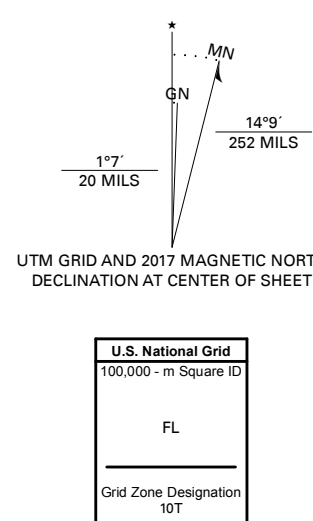 ★
MN
GN
14°9´
252 MILS
1°7´
20 MILS
UTM GRID AND 2017 MAGNETIC NORT
DECLINATION AT CENTER OF SHEET
U.S. National Grid
100,000 - m Square ID
FL
Grid Zone Designation
10T